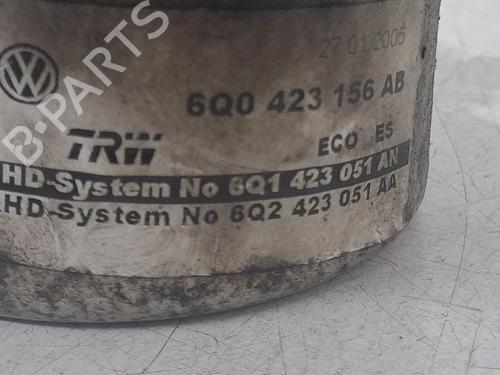 27 01/2006
6Q0 423 156 AB
TRW
ECO ES
HD-System No 6Q1 423 051 AN
HD-System No 6Q2 423 051 AA
B-PARTS